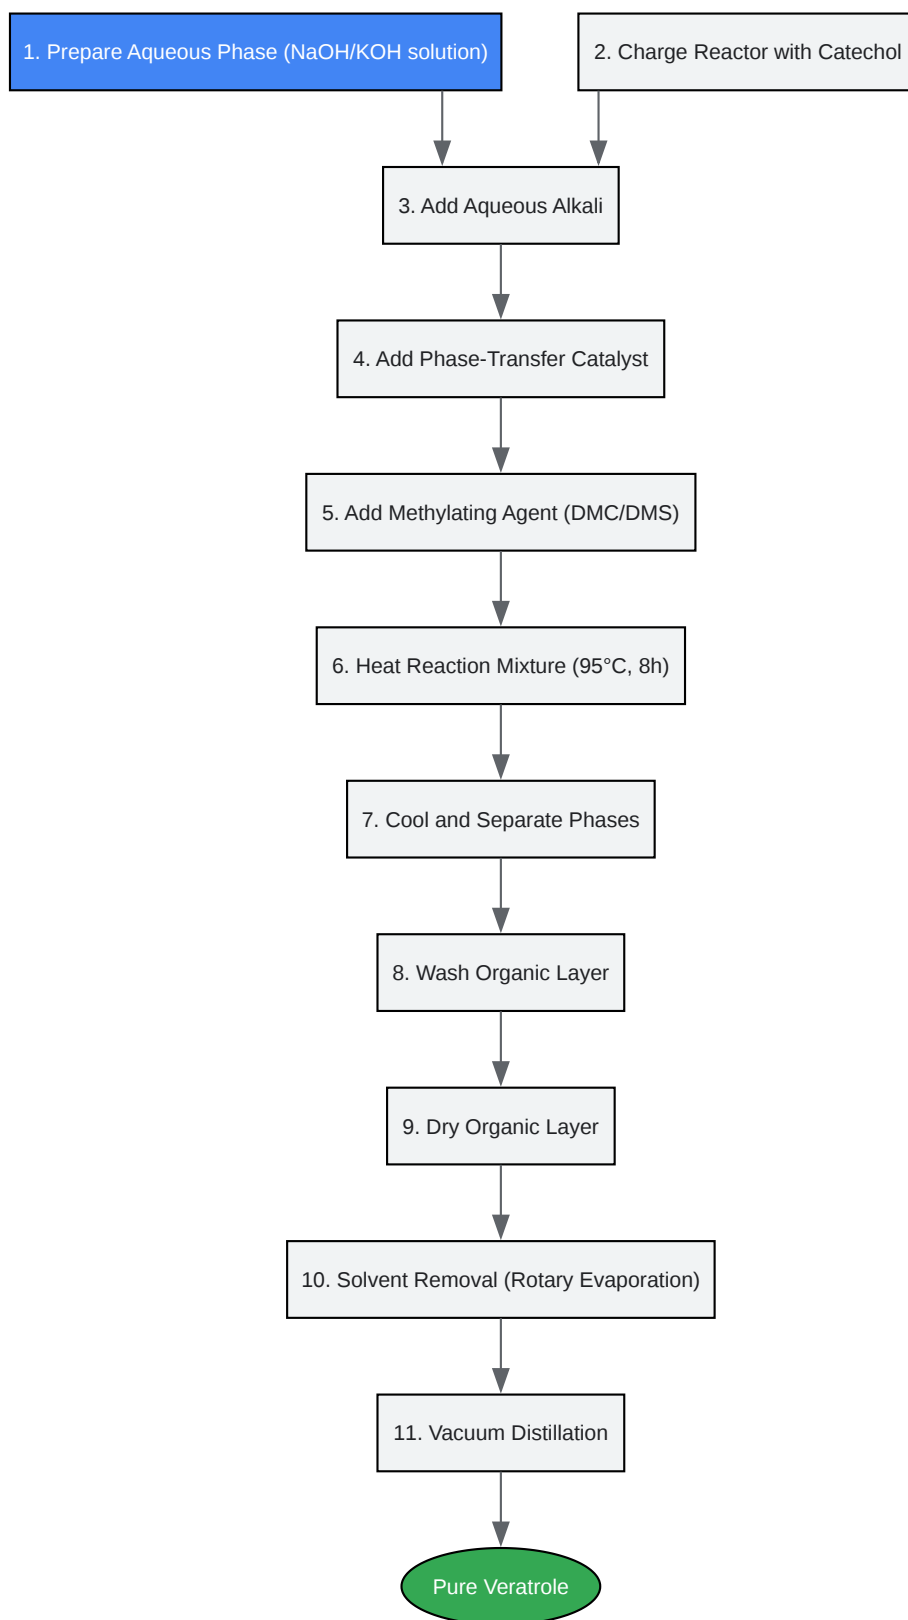 1. Prepare Aqueous Phase (NaOH/KOH solution)
2. Charge Reactor with Catechol
3. Add Aqueous Alkali
4. Add Phase-Transfer Catalyst
5. Add Methylating Agent (DMC/DMS)
6. Heat Reaction Mixture (95°C, 8h)
7. Cool and Separate Phases
8. Wash Organic Layer
9. Dry Organic Layer
10. Solvent Removal (Rotary Evaporation)
11. Vacuum Distillation
Pure Veratrole